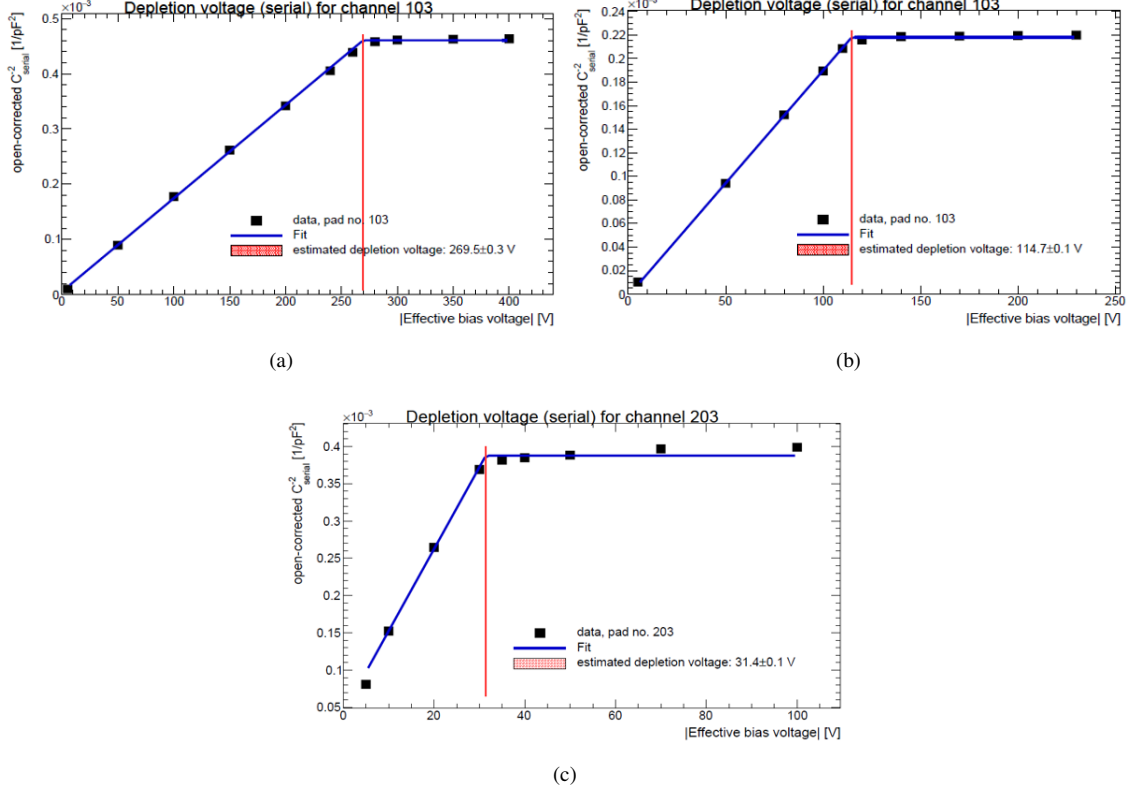 Depletion voltage (serial) for channel 103
×10⁻³
open-corrected C⁻²serial [1/pF²]
0.5
0.4
0.3
0.2
0.1
0
0 50 100 150 200 250 300 350 400
data, pad no. 103
Fit
estimated depletion voltage: 269.5±0.3 V
|Effective bias voltage| [V]
(a)
Depletion voltage (serial) for channel 103
0.24
open-corrected C⁻²serial [1/pF²]
0.22
0.2
0.18
0.16
0.14
0.12
0.1
0.08
0.06
0.04
0.02
0
0 50 100 150 200 250
data, pad no. 103
Fit
estimated depletion voltage: 114.7±0.1 V
|Effective bias voltage| [V]
(b)
Depletion voltage (serial) for channel 203
×10⁻³
open-corrected C⁻²serial [1/pF²]
0.4
0.35
0.3
0.25
0.2
0.15
0.1
0.05
0 20 40 60 80 100
data, pad no. 203
Fit
estimated depletion voltage: 31.4±0.1 V
|Effective bias voltage| [V]
(c)